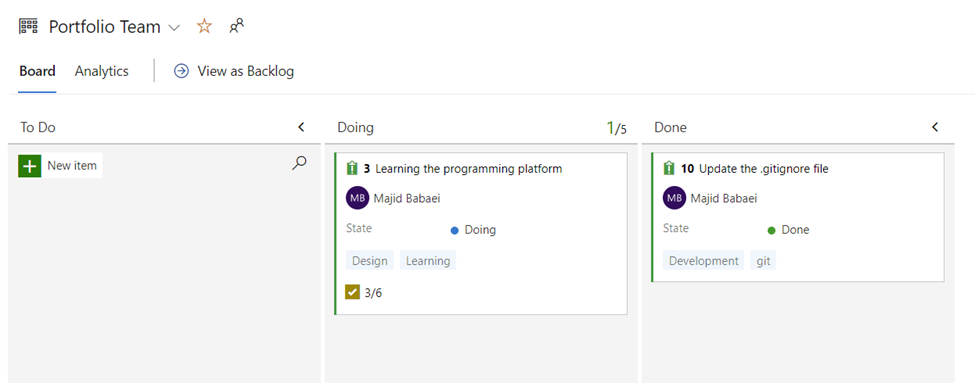 Portfolio Team
Board Analytics View as Backlog
To Do
New item
Doing 1/5
3 Learning the programming platform
MB Majid Babaei
State Doing
Design Learning
3/6
Done
10 Update the .gitignore file
MB Majid Babaei
State Done
Development git